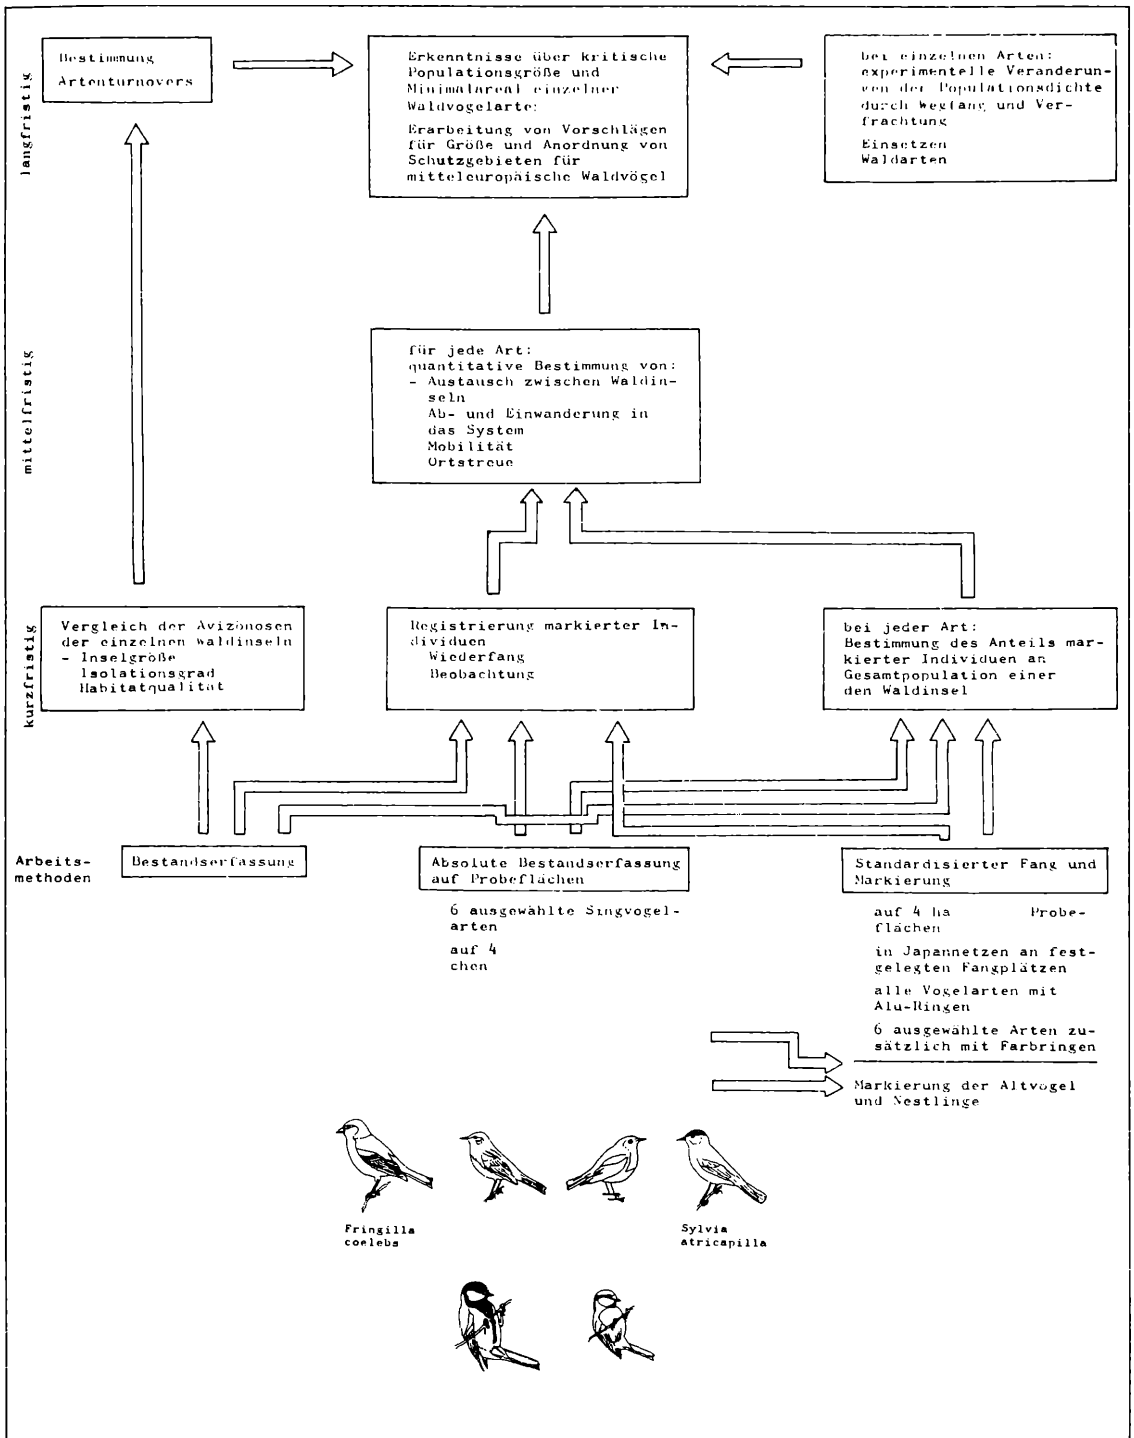 langfristig
Bestimmung
Artenturnovers
Erkenntnisse über kritische
Populationsgröße und
Minimalareal einzelner
Waldvogelarte:
Erarbeitung von Vorschlägen
für Größe und Anordnung von
Schutzgebieten für
mitteleuropäische Waldvögel
bei einzelnen Arten:
experimentelle Veranderun-
gen der Populationsdichte
durch Wegfang und Ver-
frachtung
Einsetzen
Waldarten
mittelfristig
für jede Art:
quantitative Bestimmung von:
- Austausch zwischen Waldin-
seln
Ab- und Einwanderung in
das System
Mobilität
Ortstreue
kurzfristig
Vergleich der Avizönosen
der einzelnen Waldinseln
- Inselgröße
Isolationsgrad
Habitatqualität
Registrierung markierter In-
dividuen
Wiederfang
Beobachtung
bei jeder Art:
Bestimmung des Anteils mar-
kierter Individuen an
Gesamtpopulation einer
den Waldinsel
Arbeits-
methoden
Bestandserfassung
Absolute Bestandserfassung
auf Probeflächen
6 ausgewählte Singvogel-
arten
auf 4
chen
Standardisierter Fang und
Markierung
auf 4 ha Probe-
flächen
in Japannetzen an fest-
gelegten Fangplätzen
alle Vogelarten mit
Alu-Ringen
6 ausgewählte Arten zu-
sätzlich mit Farbringen
Markierung der Altvogel
und Nestlinge
Fringilla
coelebs
Sylvia
atricapilla